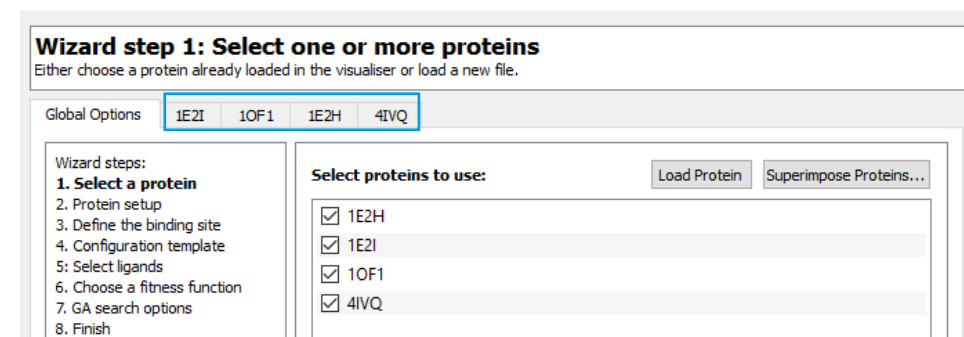 Wizard step 1: Select one or more proteins
Either choose a protein already loaded in the visualiser or load a new file.
Global Options 1E2I 1OF1 1E2H 4IVQ
Wizard steps:
1. Select a protein
2. Protein setup
3. Define the binding site
4. Configuration template
5: Select ligands
6. Choose a fitness function
7. GA search options
8. Finish
Select proteins to use: Load Protein Superimpose Proteins...
1E2H
1E2I
1OF1
4IVQ